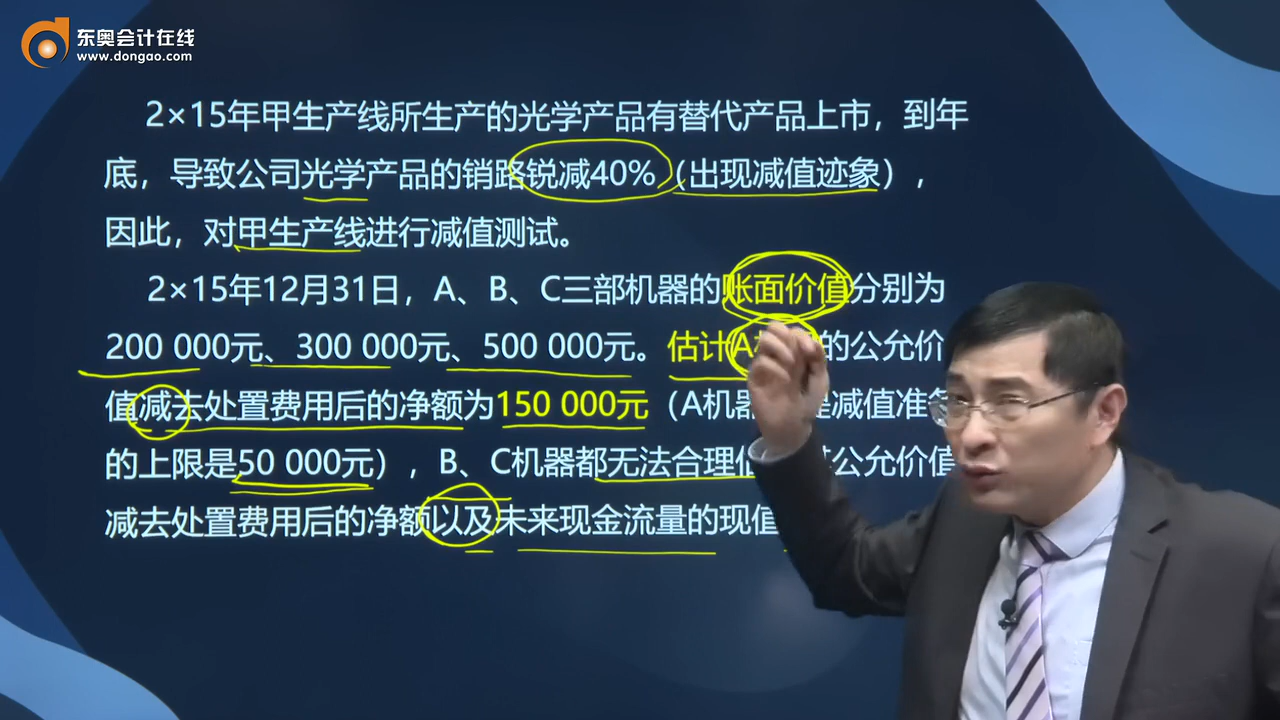 东奥会计在线
www.dongao.com
2×15年甲生产线所生产的光学产品有替代产品上市，到年
底，导致公司光学产品的销路锐减40%（出现减值迹象），
因此，对甲生产线进行减值测试。
2×15年12月31日，A、B、C三部机器的账面价值分别为
200 000元、300 000元、500 000元。估计A的公允价
值减去处置费用后的净额为150 000元（A机器减值准
的上限是50 000元），B、C机器都无法合理公允价值
减去处置费用后的净额以及未来现金流量的现值